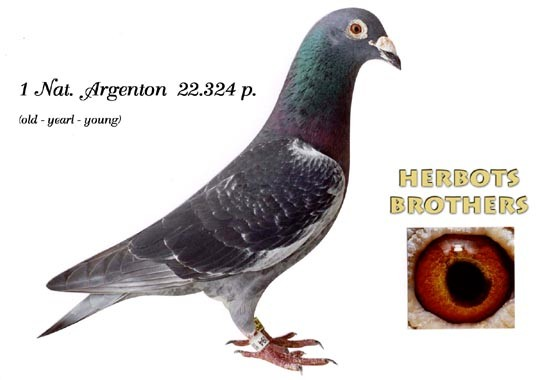 1 Nat. Argenton 22.324 p.
(old - yearl - young)
HERBOTS
BROTHERS